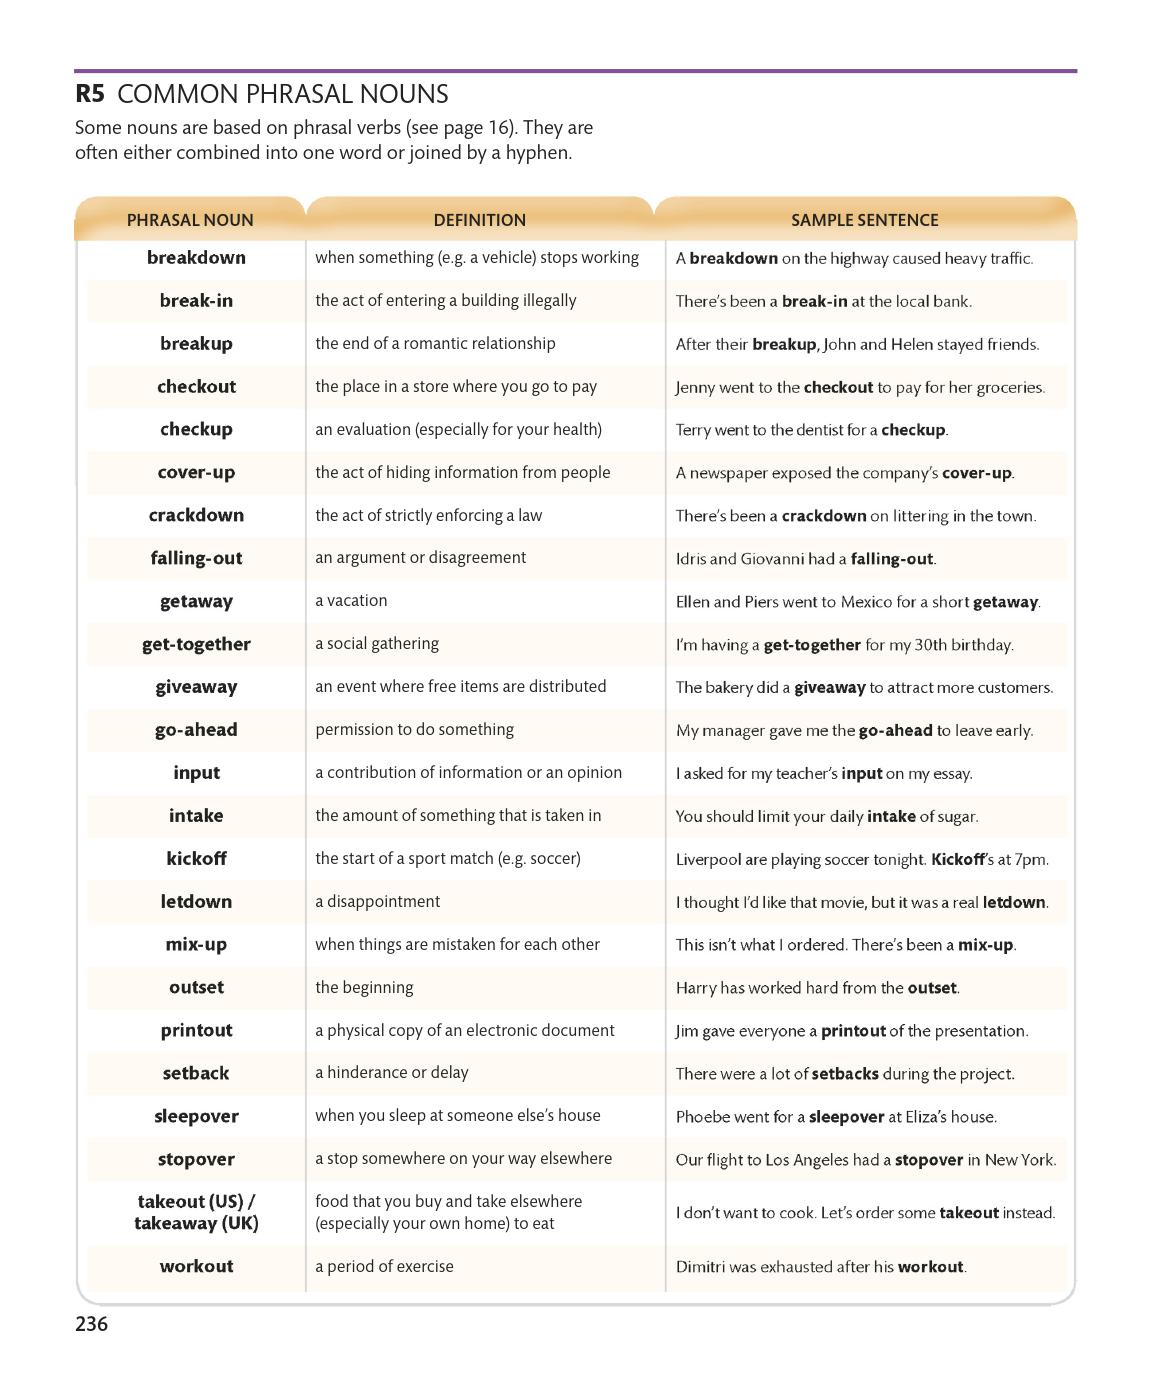 R5 COMMON PHRASAL NOUNS
Some nouns are based on phrasal verbs (see page 16). They are
often either combined into one word or joined by a hyphen.
PHRASAL NOUN DEFINITION SAMPLE SENTENCE
breakdown when something (e.g. a vehicle) stops working A breakdown on the highway caused heavy traffic.
break-in the act of entering a building illegally There's been a break-in at the local bank.
breakup the end of a romantic relationship After their breakup, John and Helen stayed friends.
checkout the place in a store where you go to pay Jenny went to the checkout to pay for her groceries.
checkup an evaluation (especially for your health) Terry went to the dentist for a checkup.
cover-up the act of hiding information from people A newspaper exposed the company's cover-up.
crackdown the act of strictly enforcing a law There's been a crackdown on littering in the town.
falling-out an argument or disagreement Idris and Giovanni had a falling-out.
getaway a vacation Ellen and Piers went to Mexico for a short getaway.
get-together a social gathering I'm having a get-together for my 30th birthday.
giveaway an event where free items are distributed The bakery did a giveaway to attract more customers.
go-ahead permission to do something My manager gave me the go-ahead to leave early.
input a contribution of information or an opinion I asked for my teacher's input on my essay.
intake the amount of something that is taken in You should limit your daily intake of sugar.
kickoff the start of a sport match (e.g. soccer) Liverpool are playing soccer tonight. Kickoff's at 7pm.
letdown a disappointment I thought I'd like that movie, but it was a real letdown.
mix-up when things are mistaken for each other This isn't what I ordered. There's been a mix-up.
outset the beginning Harry has worked hard from the outset.
printout a physical copy of an electronic document Jim gave everyone a printout of the presentation.
setback a hinderance or delay There were a lot of setbacks during the project.
sleepover when you sleep at someone else's house Phoebe went for a sleepover at Eliza's house.
stopover a stop somewhere on your way elsewhere Our flight to Los Angeles had a stopover in New York.
takeout (US) / food that you buy and take elsewhere
takeaway (UK) (especially your own home) to eat I don't want to cook. Let's order some takeout instead.
workout a period of exercise Dimitri was exhausted after his workout.
236